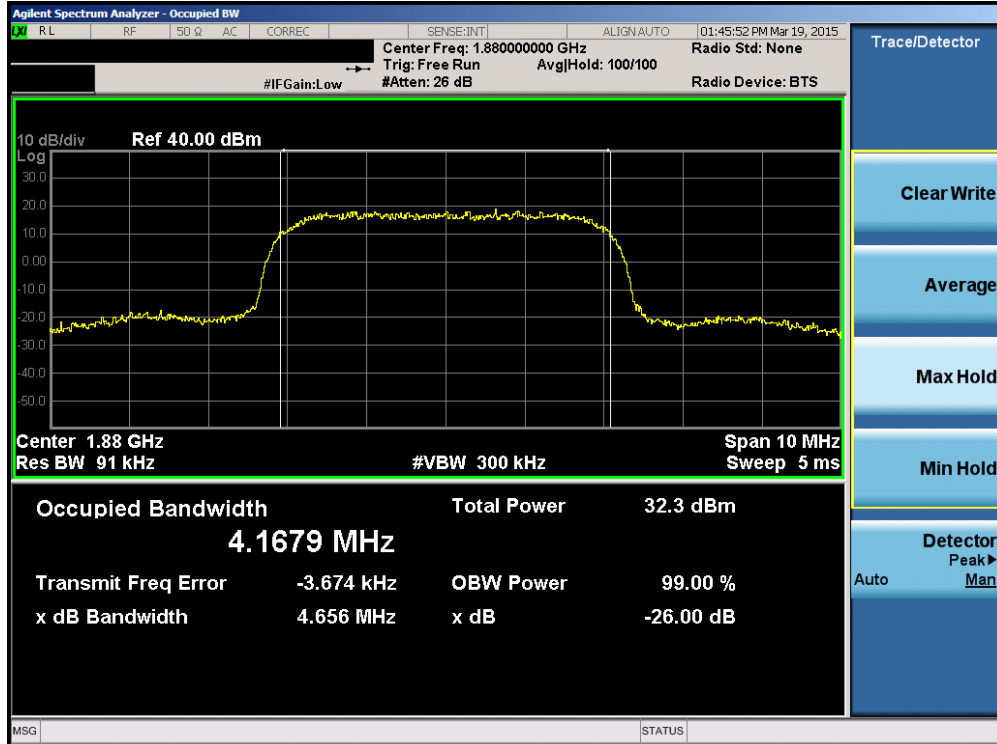 Agilent Spectrum Analyzer - Occupied BW
LXI RL RF 50 Ω AC CORREC SENSE:INT ALIGN AUTO 01:45:52 PM Mar 19, 2015
Center Freq: 1.880000000 GHz Radio Std: None
Trig: Free Run Avg|Hold: 100/100
#IFGain:Low #Atten: 26 dB Radio Device: BTS
10 dB/div Ref 40.00 dBm
Log
30.0
20.0
10.0
0.00
-10.0
-20.0
-30.0
-40.0
-50.0
Center 1.88 GHz Span 10 MHz
Res BW 91 kHz #VBW 300 kHz Sweep 5 ms
Occupied Bandwidth Total Power 32.3 dBm
4.1679 MHz
Transmit Freq Error -3.674 kHz OBW Power 99.00 %
x dB Bandwidth 4.656 MHz x dB -26.00 dB
MSG STATUS
Trace/Detector
Clear Write
Average
Max Hold
Min Hold
Detector
Peak▶
Auto Man